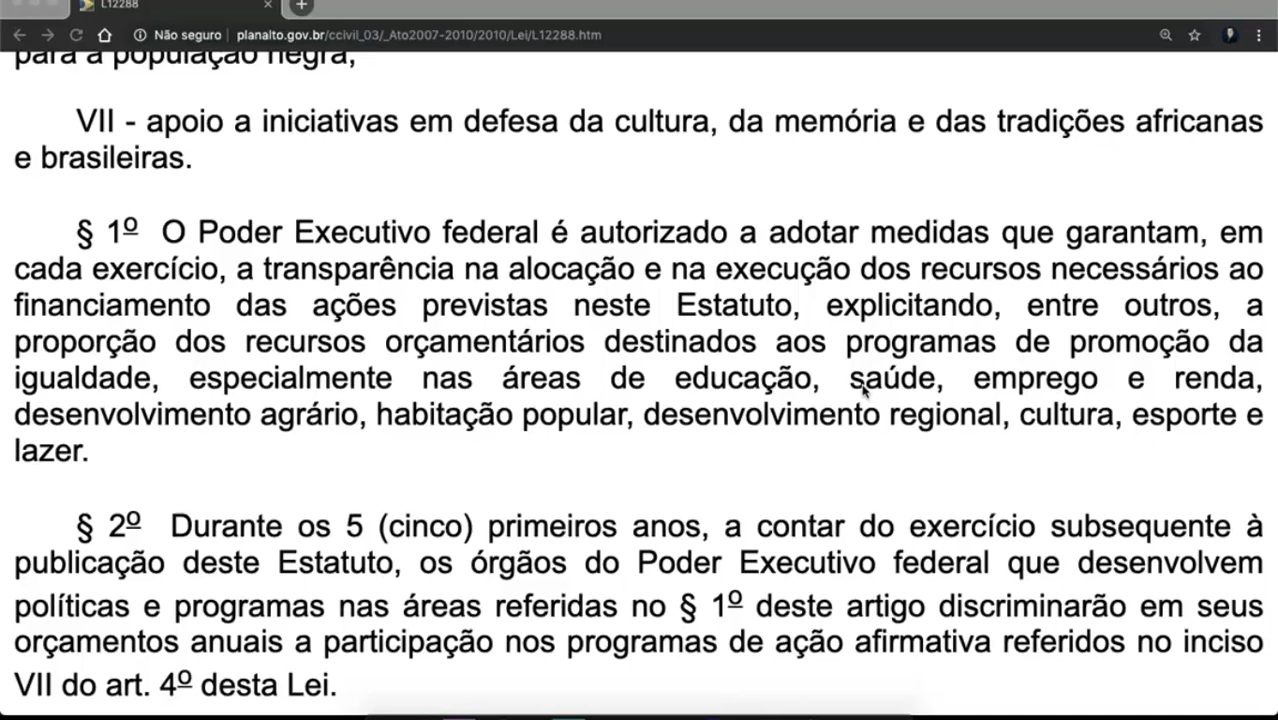 L12288
Não seguro planalto.gov.br/ccivil_03/_Ato2007-2010/2010/Lei/L12288.htm
para a população negra;
VII - apoio a iniciativas em defesa da cultura, da memória e das tradições africanas
e brasileiras.
§ 1º O Poder Executivo federal é autorizado a adotar medidas que garantam, em
cada exercício, a transparência na alocação e na execução dos recursos necessários ao
financiamento das ações previstas neste Estatuto, explicitando, entre outros, a
proporção dos recursos orçamentários destinados aos programas de promoção da
igualdade, especialmente nas áreas de educação, saúde, emprego e renda,
desenvolvimento agrário, habitação popular, desenvolvimento regional, cultura, esporte e
lazer.
§ 2º Durante os 5 (cinco) primeiros anos, a contar do exercício subsequente à
publicação deste Estatuto, os órgãos do Poder Executivo federal que desenvolvem
políticas e programas nas áreas referidas no § 1º deste artigo discriminarão em seus
orçamentos anuais a participação nos programas de ação afirmativa referidos no inciso
VII do art. 4º desta Lei.